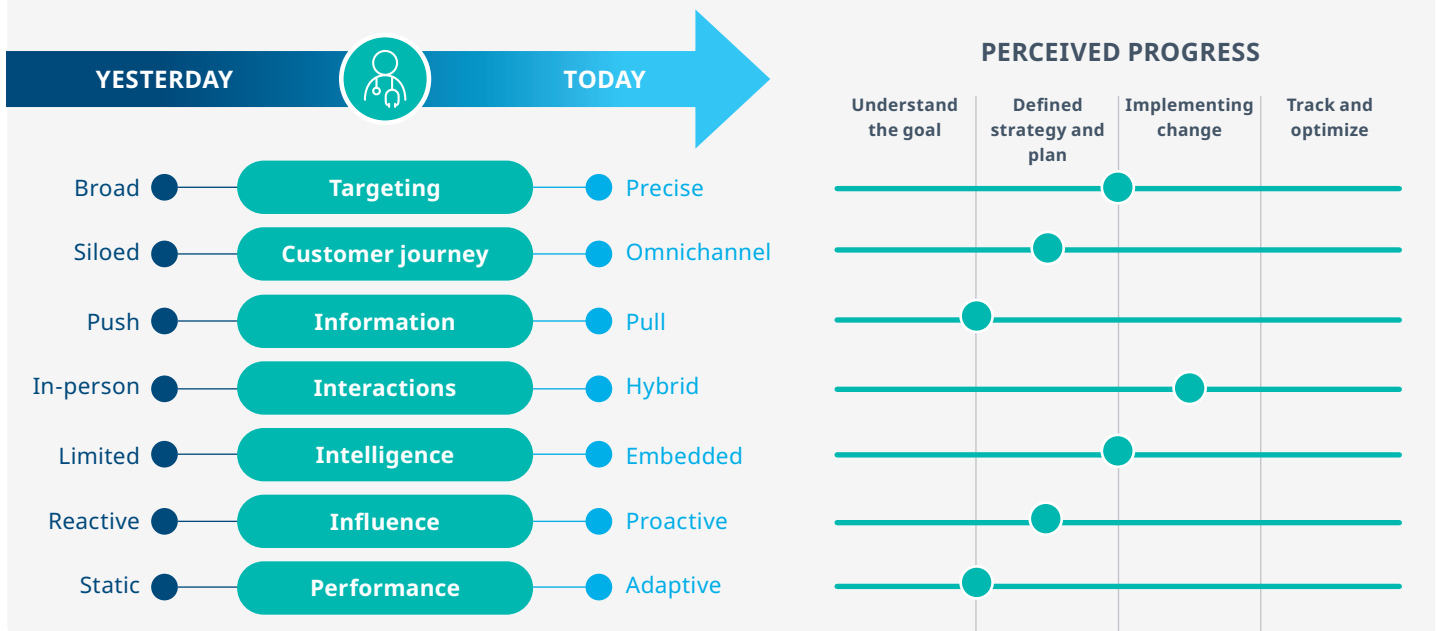 YESTERDAY
TODAY
PERCEIVED PROGRESS
Understand
the goal
Defined
strategy and
plan
Implementing
change
Track and
optimize
Broad
Targeting
Precise
Siloed
Customer journey
Omnichannel
Push
Information
Pull
In-person
Interactions
Hybrid
Limited
Intelligence
Embedded
Reactive
Influence
Proactive
Static
Performance
Adaptive